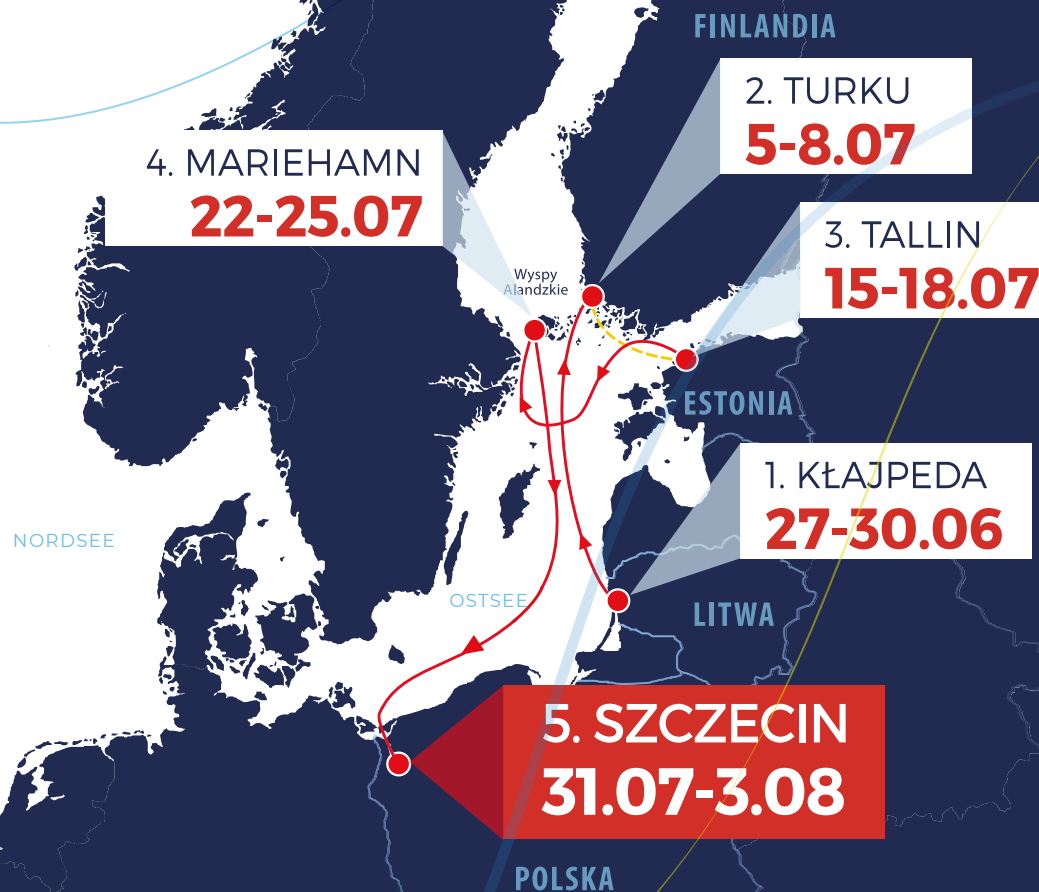 FINLANDIA
2. TURKU
5-8.07
4. MARIEHAMN
22-25.07
3. TALLIN
15-18.07
Wyspy
Alandzkie
ESTONIA
1. KŁAJPEDA
27-30.06
NORDSEE
OSTSEE
LITWA
5. SZCZECIN
31.07-3.08
POLSKA